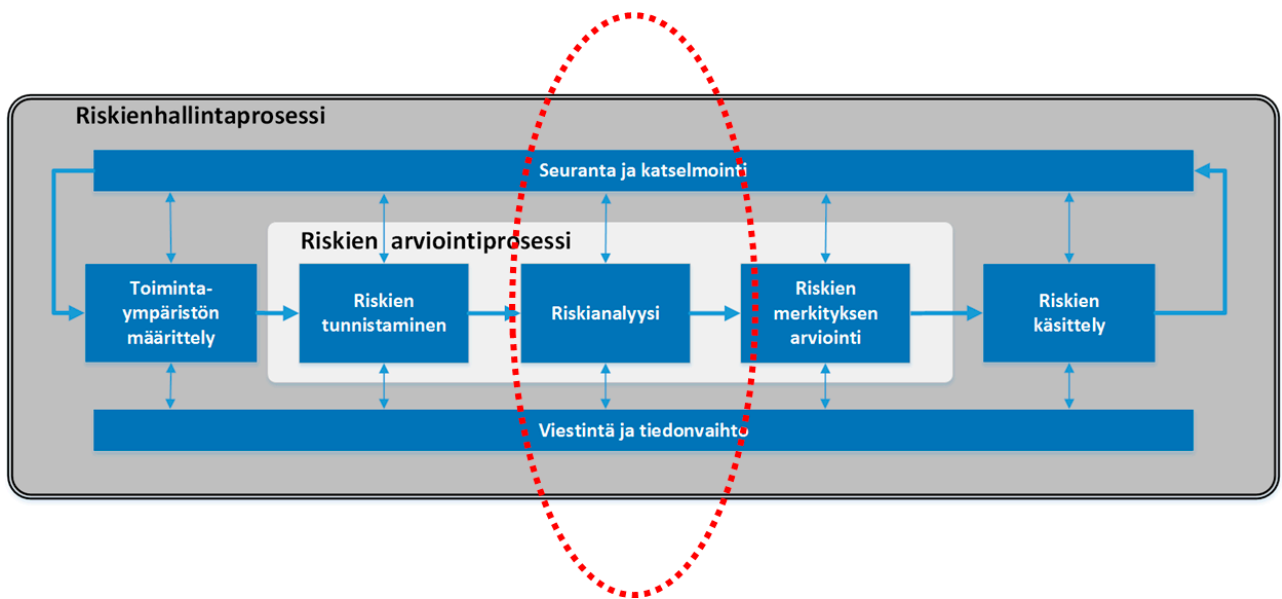 Riskienhallintaprosessi
Seuranta ja katselmointi
Riskien arviointiprosessi
Toiminta-
ympäristön
määrittely
Riskien
tunnistaminen
Riskianalyysi
Riskien
merkityksen
arviointi
Riskien
käsittely
Viestintä ja tiedonvaihto